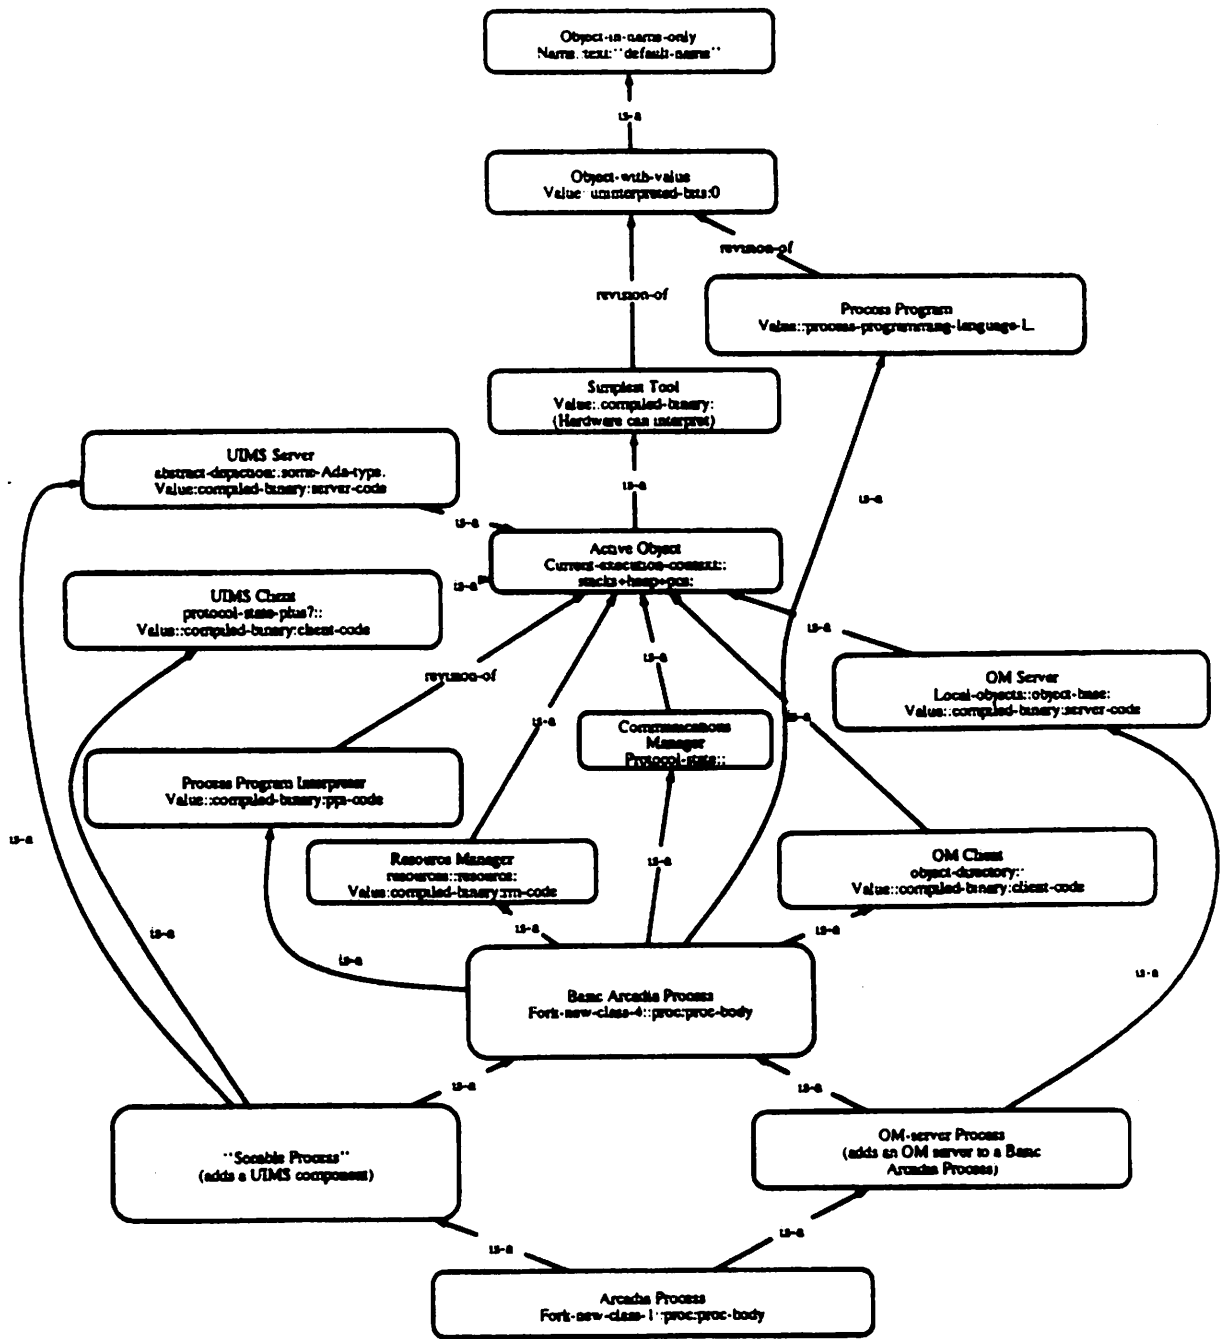 Object-in-name-only
Name::text:"default-name"
is-a
Object-with-value
Value::uninterpreted-bits:0
revision-of
revision-of
Process Program
Value::process-programming-language-L
Simplest Tool
Value::compiled-binary:
(Hardware can interpret)
UIMS Server
abstract-depiction::some-Ada-type.
Value:compiled-binary:server-code
is-a
is-a
is-a
Active Object
Current-execution-context::
stacks+heap+pcs:
is-a
UIMS Client
protocol-state-plus?::
Value::compiled-binary:client-code
is-a
is-a
revision-of
OM Server
Local-objects::object-base:
Value::compiled-binary:server-code
is-a
is-a
Communications
Manager
Protocol-state::
Process Program Interpreter
Value::compiled-binary:ppi-code
is-a
Resource Manager
resources::resource:
Value:compiled-binary:rm-code
is-a
OM Client
object-directory::
Value::compiled-binary:client-code
is-a
is-a
is-a
is-a
is-a
Basic Arcadia Process
Fork-new-class-4::proc:proc-body
is-a
is-a
"Sociable Process"
(adds a UIMS component)
OM-server Process
(adds an OM server to a Basic
Arcadia Process)
is-a
is-a
Arcadia Process
Fork-new-class-1::proc:proc-body